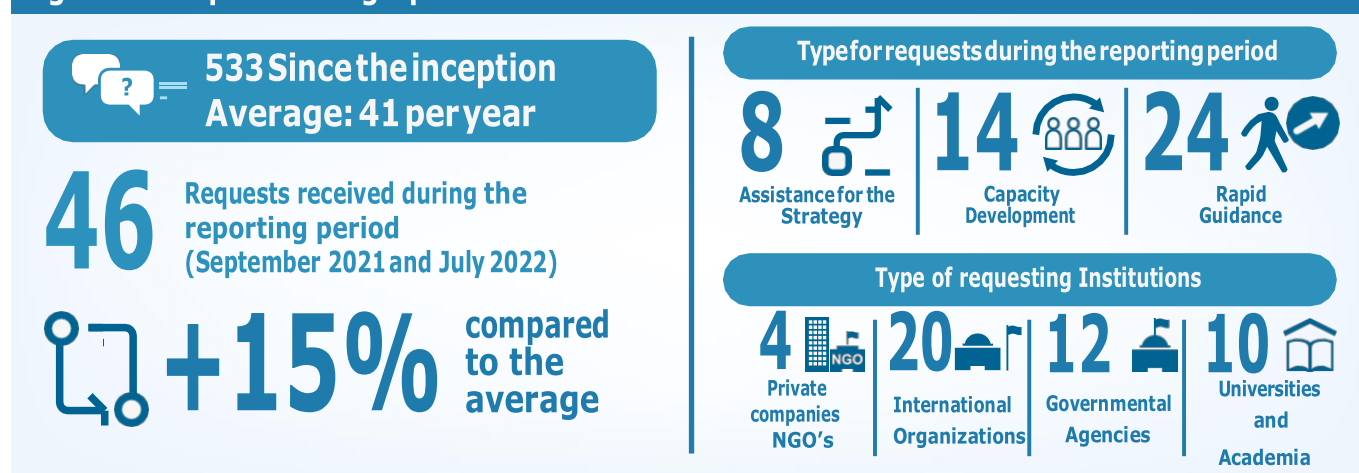 533 Since the inception
Average: 41 per year
?
46
Requests received during the
reporting period
(September 2021 and July 2022)
+15%
compared
to the
average
Type for requests during the reporting period
8
Assistance for the
Strategy
14
Capacity
Development
24
Rapid
Guidance
Type of requesting Institutions
4
NGO
Private
companies
NGO’s
20
International
Organizations
12
Governmental
Agencies
10
Universities
and
Academia